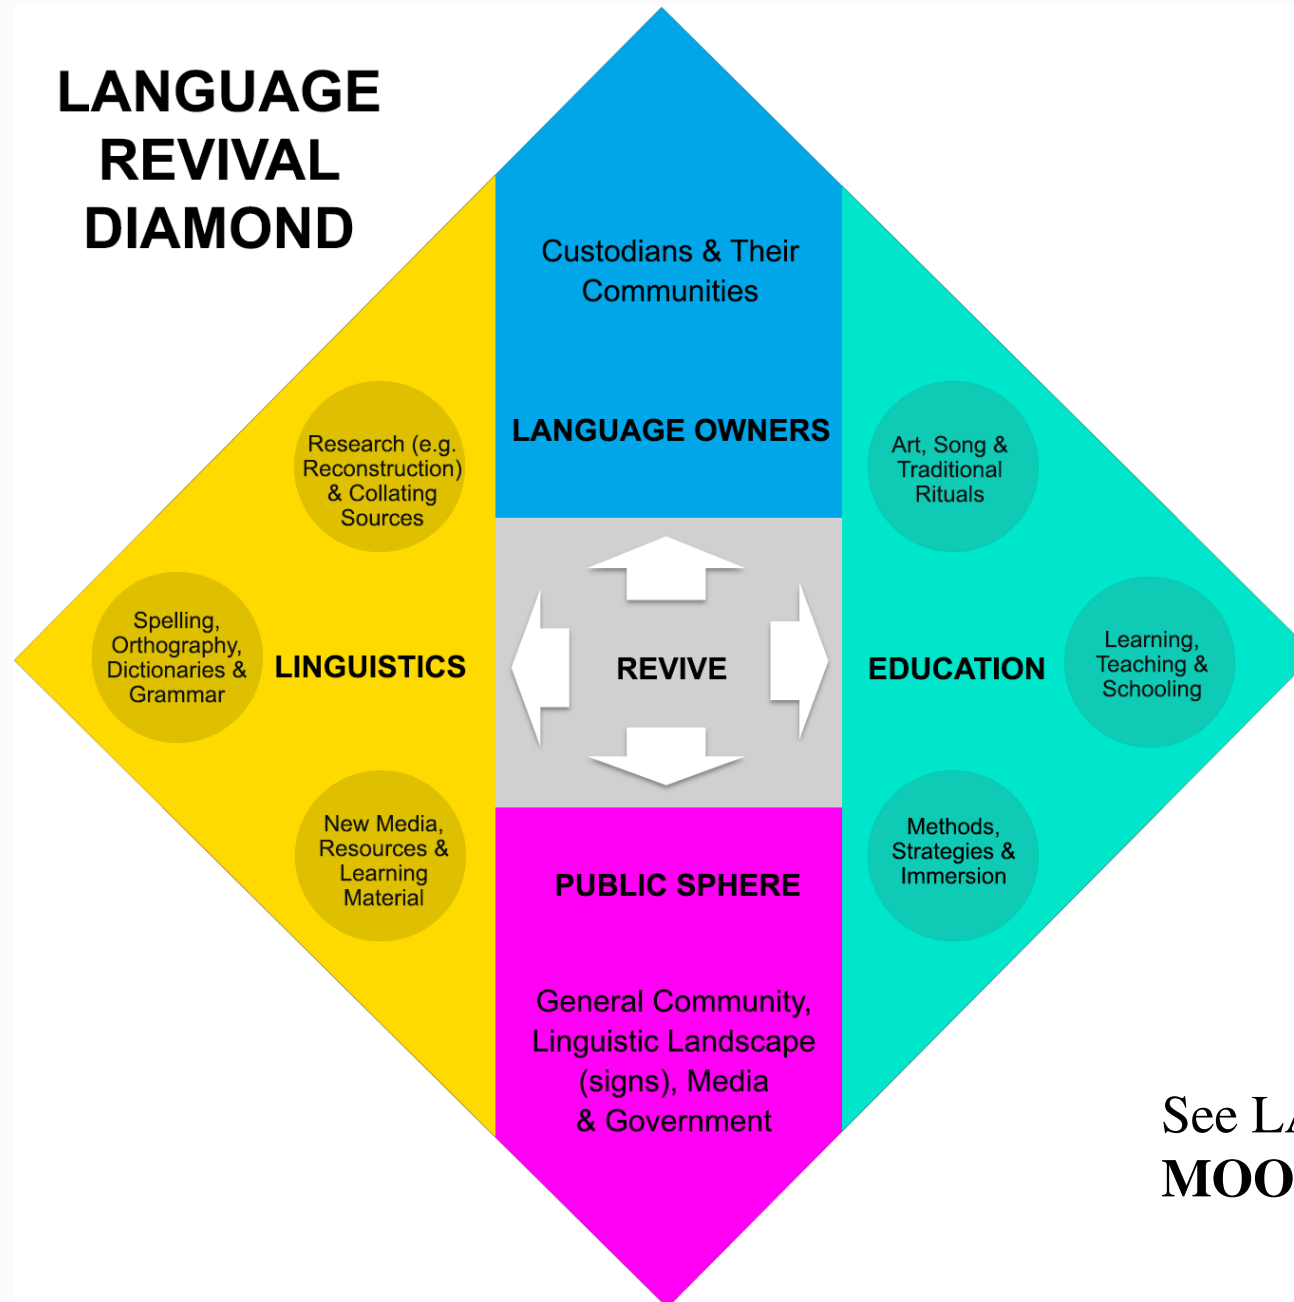 LANGUAGE
REVIVAL
DIAMOND
Custodians & Their
Communities
LANGUAGE OWNERS
Research (e.g.
Reconstruction)
& Collating
Sources
Spelling,
Orthography,
Dictionaries &
Grammar
LINGUISTICS
New Media,
Resources &
Learning
Material
REVIVE
Art, Song &
Traditional
Rituals
EDUCATION
Learning,
Teaching &
Schooling
Methods,
Strategies &
Immersion
PUBLIC SPHERE
General Community,
Linguistic Landscape
(signs), Media
& Government
See